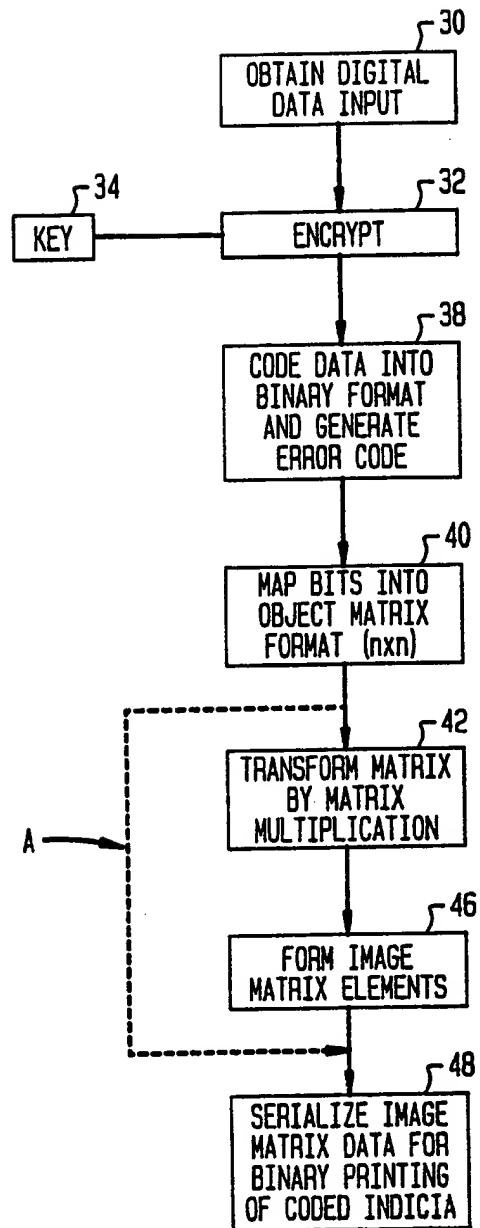 30
OBTAIN DIGITAL
DATA INPUT
34
32
KEY
ENCRYPT
38
CODE DATA INTO
BINARY FORMAT
AND GENERATE
ERROR CODE
40
MAP BITS INTO
OBJECT MATRIX
FORMAT (nxn)
42
TRANSFORM MATRIX
BY MATRIX
MULTIPLICATION
A
46
FORM IMAGE
MATRIX ELEMENTS
48
SERIALIZE IMAGE
MATRIX DATA FOR
BINARY PRINTING
OF CODED INDICIA